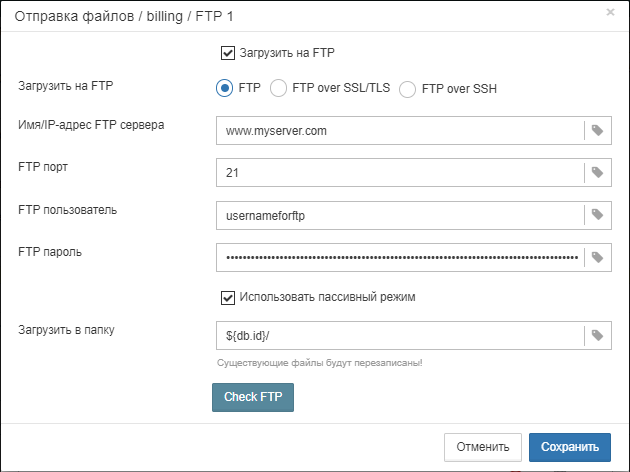 Отправка файлов / billing / FTP 1
×
Загрузить на FTP
Загрузить на FTP FTP FTP over SSL/TLS FTP over SSH
Имя/IP-адрес FTP сервера www.myserver.com
FTP порт 21
FTP пользователь usernameforftp
FTP пароль
Использовать пассивный режим
Загрузить в папку ${db.id}/
Существующие файлы будут перезаписаны!
Check FTP
Отменить Сохранить